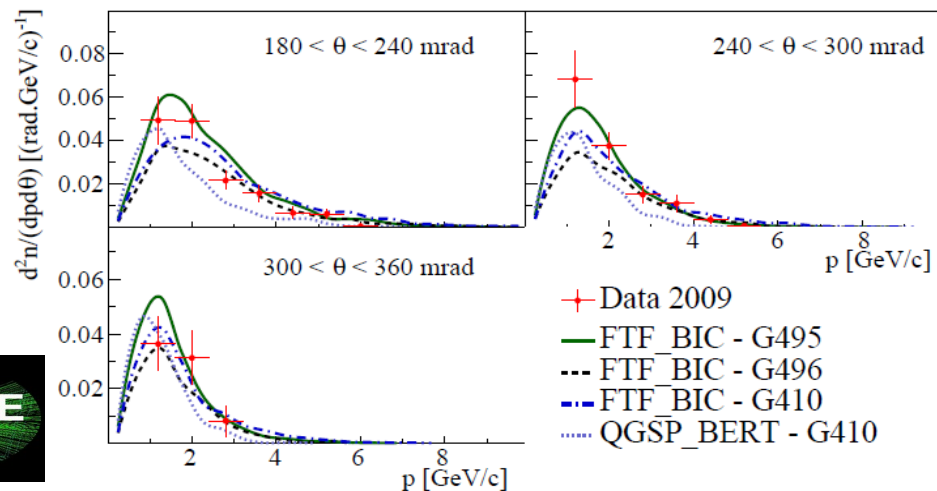 d²n/(dpdθ) [(rad.GeV/c)⁻¹]
180 < θ < 240 mrad
0.08
0.06
0.04
0.02
240 < θ < 300 mrad
2 4 6 8
p [GeV/c]
300 < θ < 360 mrad
0.06
0.04
0.02
2 4 6 8
p [GeV/c]
Data 2009
FTF_BIC - G495
FTF_BIC - G496
FTF_BIC - G410
QGSP_BERT - G410
E